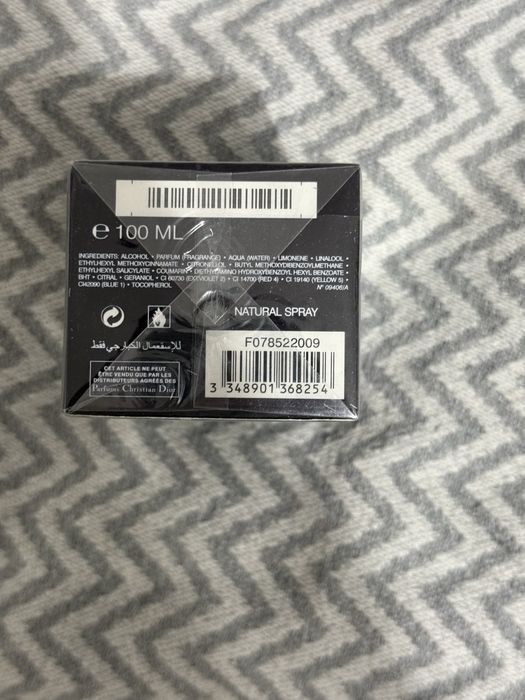 ℮ 100 ML
INGREDIENTS: ALCOHOL • PARFUM (FRAGRANCE) • AQUA (WATER) • LIMONENE • LINALOOL •
ETHYLHEXYL METHOXYCINNAMATE • CITRONELLOL • BUTYL METHOXYDIBENZOYLMETHANE •
ETHYLHEXYL SALICYLATE • COUMARIN • DIETHYLAMINO HYDROXYBENZOYL HEXYL BENZOATE •
BHT • CITRAL • GERANIOL • CI 60730 (EXT.VIOLET 2) • CI 14700 (RED 4) • CI 19140 (YELLOW 5) •
CI42090 (BLUE 1) • TOCOPHEROL
N° 09406/A
NATURAL SPRAY
للإستعمال الخارجي فقط
F078522009
CET ARTICLE NE PEUT
ÊTRE VENDU QUE PAR LES
DISTRIBUTEURS AGRÉÉS DES
Parfums Christian Dior
3 348901 368254